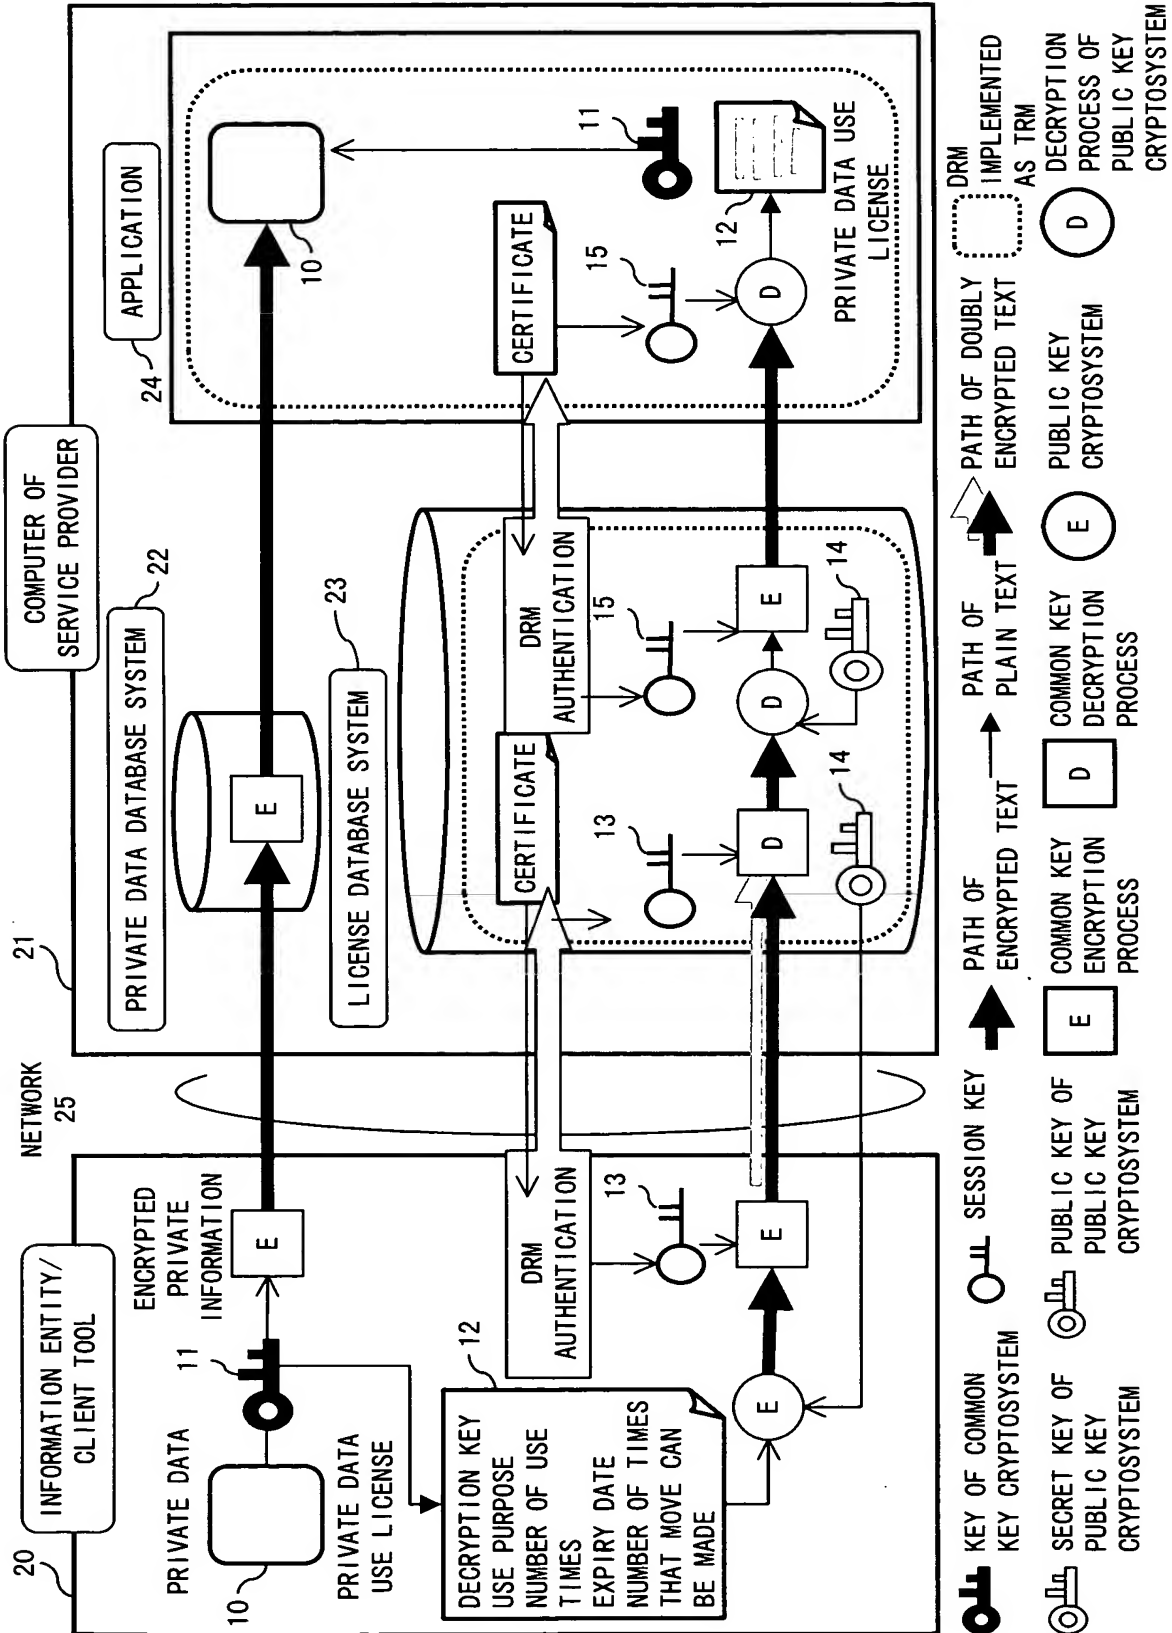 INFORMATION ENTITY/
CLIENT TOOL
20
PRIVATE DATA
10
11
ENCRYPTED
PRIVATE
INFORMATION
E
PRIVATE DATA
USE LICENSE
12
DECRYPTION KEY
USE PURPOSE
NUMBER OF USE
TIMES
EXPIRY DATE
NUMBER OF TIMES
THAT MOVE CAN
BE MADE
DRM
AUTHENTICATION
13
E
E
NETWORK
25
21
COMPUTER OF
SERVICE PROVIDER
PRIVATE DATA DATABASE SYSTEM
22
E
LICENSE DATABASE SYSTEM
23
CERTIFICATE
DRM
AUTHENTICATION
13
15
D
D
E
14
14
APPLICATION
24
10
11
CERTIFICATE
15
D
12
PRIVATE DATA USE
LICENSE
KEY OF COMMON
KEY CRYPTOSYSTEM
SESSION KEY
PATH OF
ENCRYPTED TEXT
PATH OF
PLAIN TEXT
PATH OF DOUBLY
ENCRYPTED TEXT
DRM
IMPLEMENTED
AS TRM
SECRET KEY OF
PUBLIC KEY
CRYPTOSYSTEM
PUBLIC KEY OF
PUBLIC KEY
CRYPTOSYSTEM
E
COMMON KEY
ENCRYPTION
PROCESS
D
COMMON KEY
DECRYPTION
PROCESS
E
PUBLIC KEY
CRYPTOSYSTEM
D
DECRYPTION
PROCESS OF
PUBLIC KEY
CRYPTOSYSTEM